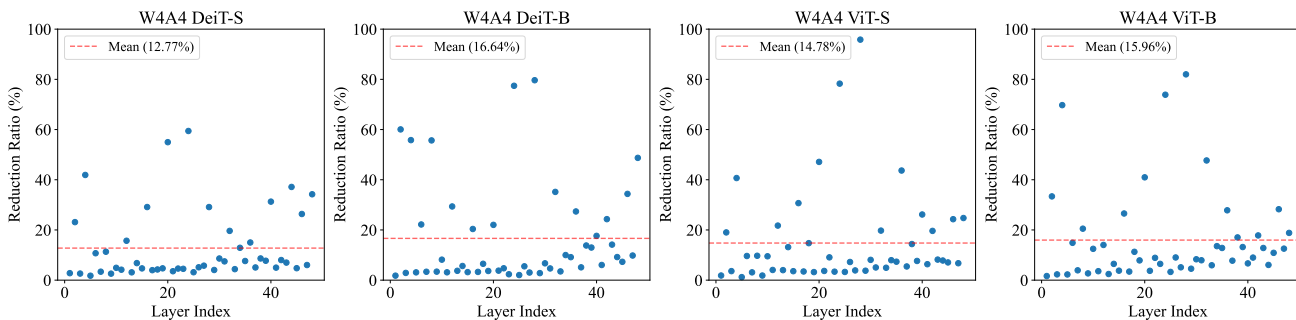 W4A4 DeiT-S
Mean (12.77%)
Reduction Ratio (%)
100
80
60
40
20
0
0 20 40
Layer Index
W4A4 DeiT-B
Mean (16.64%)
Reduction Ratio (%)
100
80
60
40
20
0
0 20 40
Layer Index
W4A4 ViT-S
Mean (14.78%)
Reduction Ratio (%)
100
80
60
40
20
0
0 20 40
Layer Index
W4A4 ViT-B
Mean (15.96%)
Reduction Ratio (%)
100
80
60
40
20
0
0 20 40
Layer Index